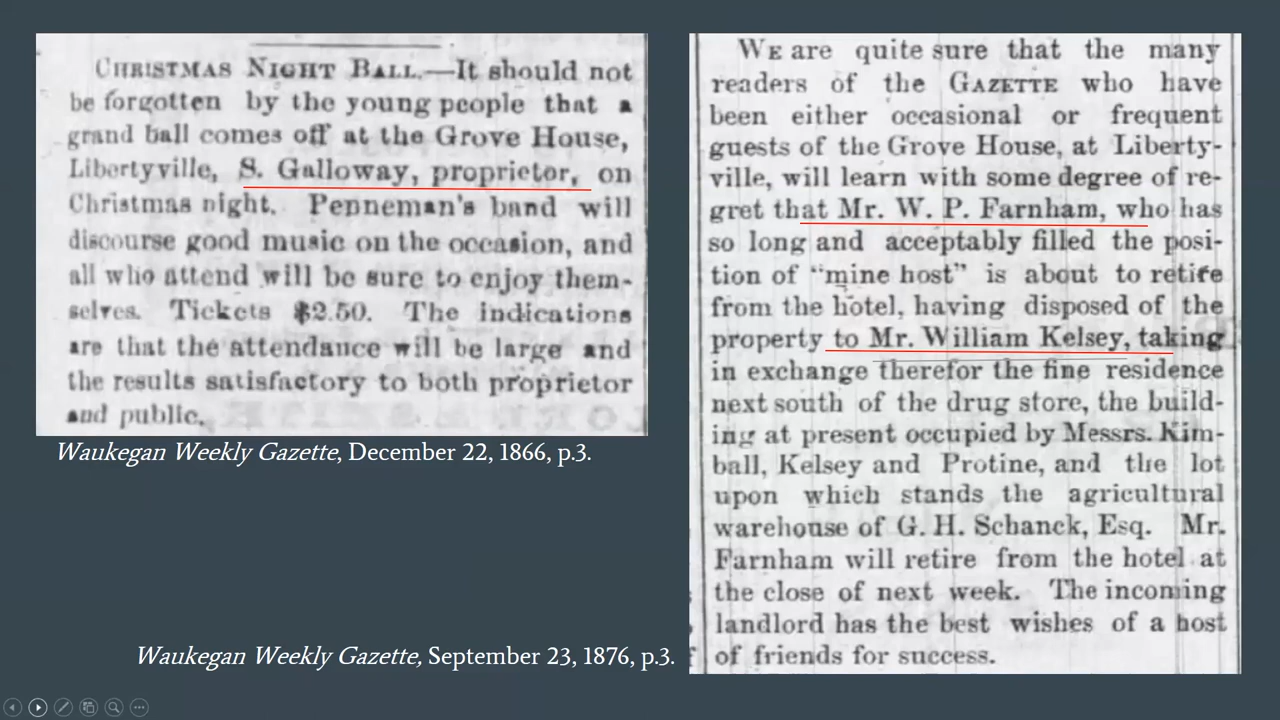 CHRISTMAS NIGHT BALL.—It should not
be forgotten by the young people that a
grand ball comes off at the Grove House,
Libertyville, S. Galloway, proprietor, on
Christmas night. Penneman's band will
discourse good music on the occasion, and
all who attend will be sure to enjoy them-
selves. Tickets $2.50. The indications
are that the attendance will be large and
the results satisfactory to both proprietor
and public.
Waukegan Weekly Gazette, December 22, 1866, p.3.
WE are quite sure that the many
readers of the GAZETTE who have
been either occasional or frequent
guests of the Grove House, at Liberty-
ville, will learn with some degree of re-
gret that Mr. W. P. Farnham, who has
so long and acceptably filled the posi-
tion of "mine host" is about to retire
from the hotel, having disposed of the
property to Mr. William Kelsey, taking
in exchange therefor the fine residence
next south of the drug store, the build-
ing at present occupied by Messrs. Kim-
ball, Kelsey and Protine, and the lot
upon which stands the agricultural
warehouse of G. H. Schanck, Esq. Mr.
Farnham will retire from the hotel at
the close of next week. The incoming
landlord has the best wishes of a host
of friends for success.
Waukegan Weekly Gazette, September 23, 1876, p.3.